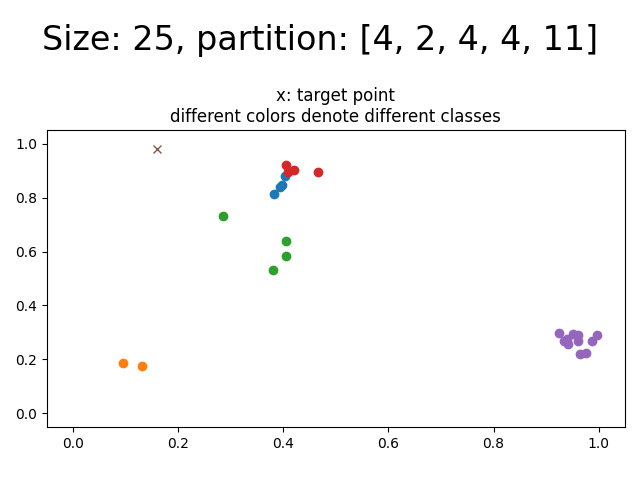 Size: 25, partition: [4, 2, 4, 4, 11]
x: target point
different colors denote different classes
1.0
0.8
0.6
0.4
0.2
0.0
0.0 0.2 0.4 0.6 0.8 1.0